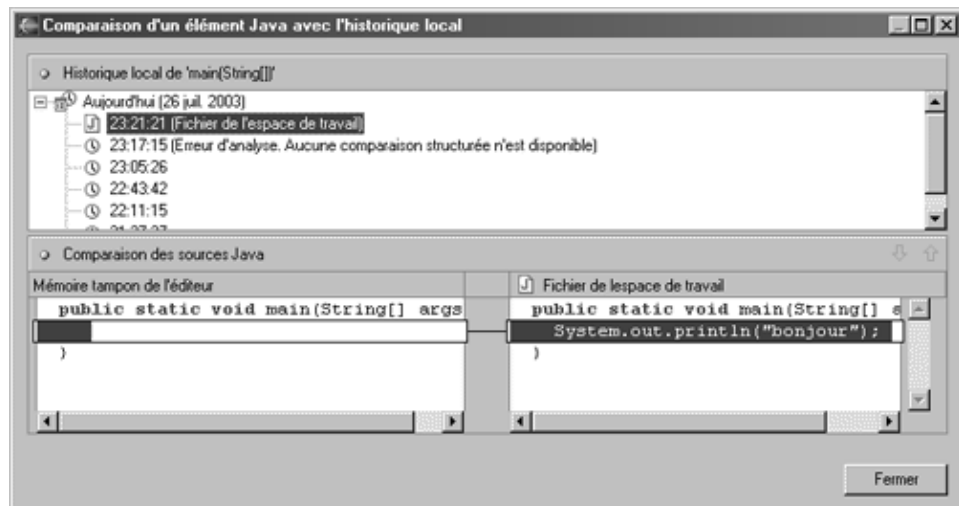 Comparaison d'un élément Java avec l'historique local
Historique local de 'main(String[])'
Aujourd'hui (26 juil. 2003)
23:21:21 (Fichier de l'espace de travail)
23:17:15 (Erreur d'analyse. Aucune comparaison structurée n'est disponible)
23:05:26
22:43:42
22:11:15
Comparaison des sources Java
Mémoire tampon de l'éditeur
Fichier de lespace de travail
public static void main(String[] args
public static void main(String[]
System.out.println("bonjour");
}
}
Fermer